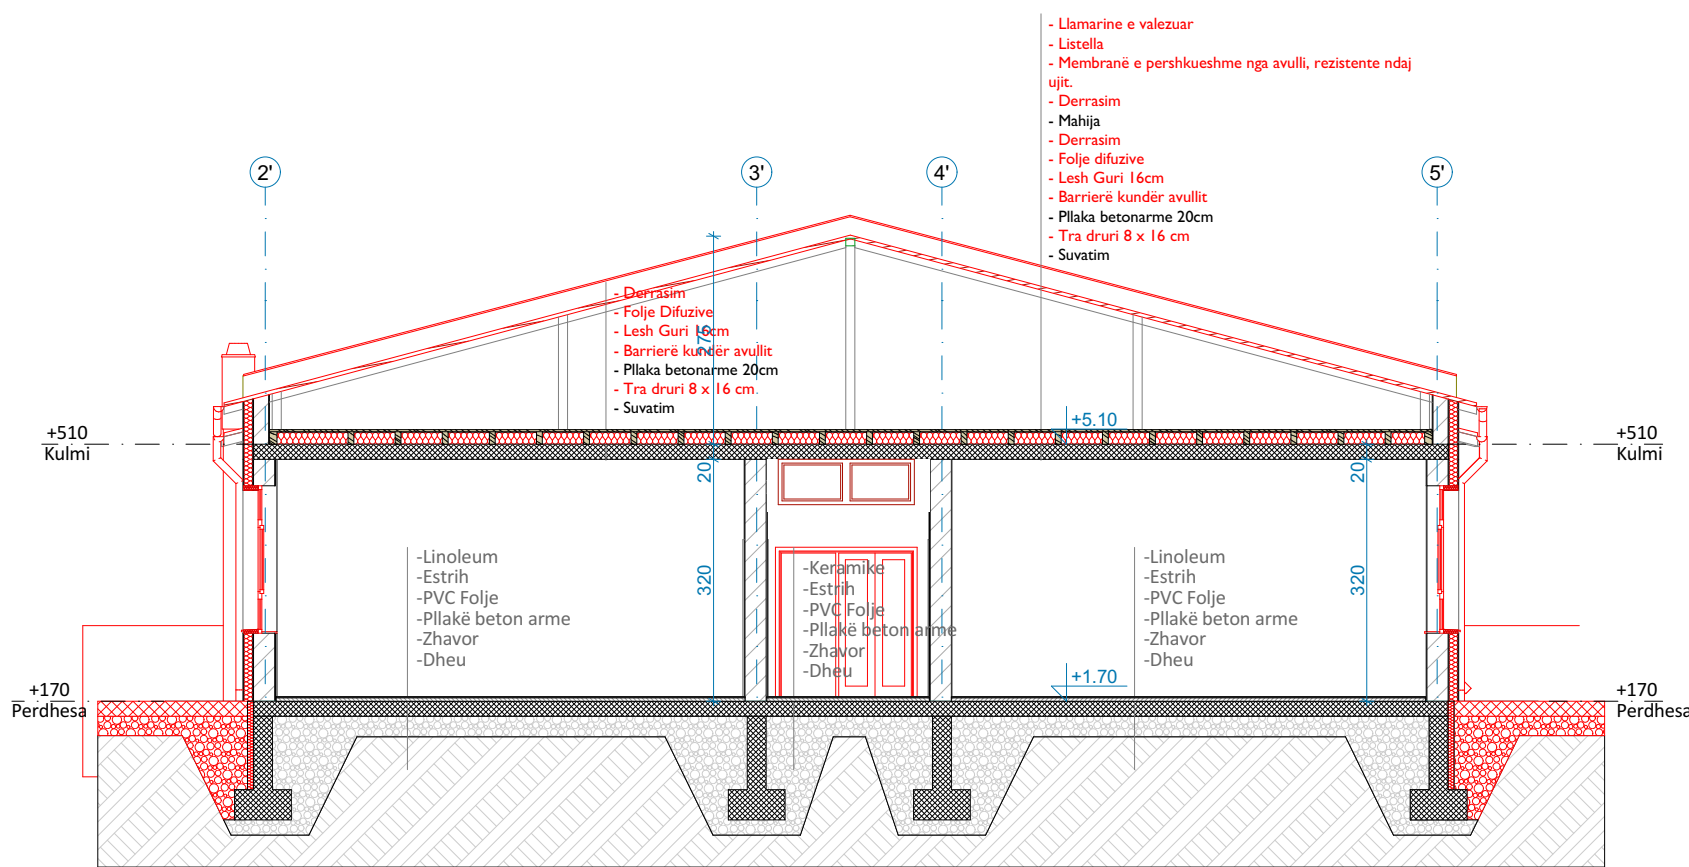 - Llamarine e valezuar
- Listella
- Membranë e pershkueshme nga avulli, rezistente ndaj
ujit.
- Derrasim
- Mahija
- Derrasim
- Folje difuzive
- Lesh Guri 16cm
- Barrierë kundër avullit
- Pllaka betonarme 20cm
- Tra druri 8 x 16 cm
- Suvatim
2'
3'
4'
5'
- Derrasim
- Folje Difuzive
- Lesh Guri 16cm
- Barrierë kundër avullit
- Pllaka betonarme 20cm
- Tra druri 8 x 16 cm
- Suvatim
275
+5.10
+510
Kulmi
+510
Kulmi
20
20
320
320
-Linoleum
-Estrih
-PVC Folje
-Pllakë beton arme
-Zhavor
-Dheu
-Keramike
-Estrih
-PVC Folje
-Pllakë beton arme
-Zhavor
-Dheu
-Linoleum
-Estrih
-PVC Folje
-Pllakë beton arme
-Zhavor
-Dheu
+1.70
+170
Perdhesa
+170
Perdhesa